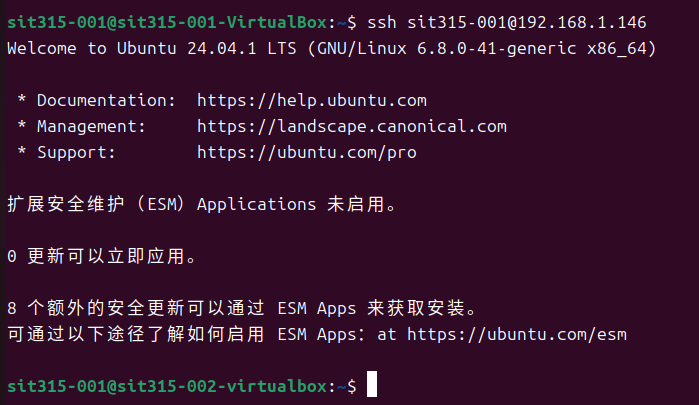 sit315-001@sit315-001-VirtualBox:~$ ssh sit315-001@192.168.1.146
Welcome to Ubuntu 24.04.1 LTS (GNU/Linux 6.8.0-41-generic x86_64)
* Documentation:  https://help.ubuntu.com
* Management:     https://landscape.canonical.com
* Support:        https://ubuntu.com/pro
扩展安全维护（ESM）Applications 未启用。
0 更新可以立即应用。
8 个额外的安全更新可以通过 ESM Apps 来获取安装。
可通过以下途径了解如何启用 ESM Apps：at https://ubuntu.com/esm
sit315-001@sit315-002-virtualbox:~$